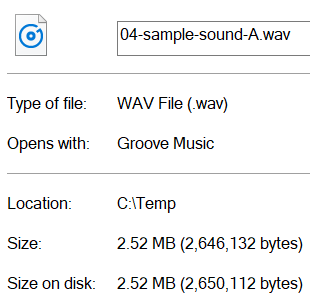 04-sample-sound-A.wav
Type of file: WAV File (.wav)
Opens with: Groove Music
Location: C:\Temp
Size: 2.52 MB (2,646,132 bytes)
Size on disk: 2.52 MB (2,650,112 bytes)